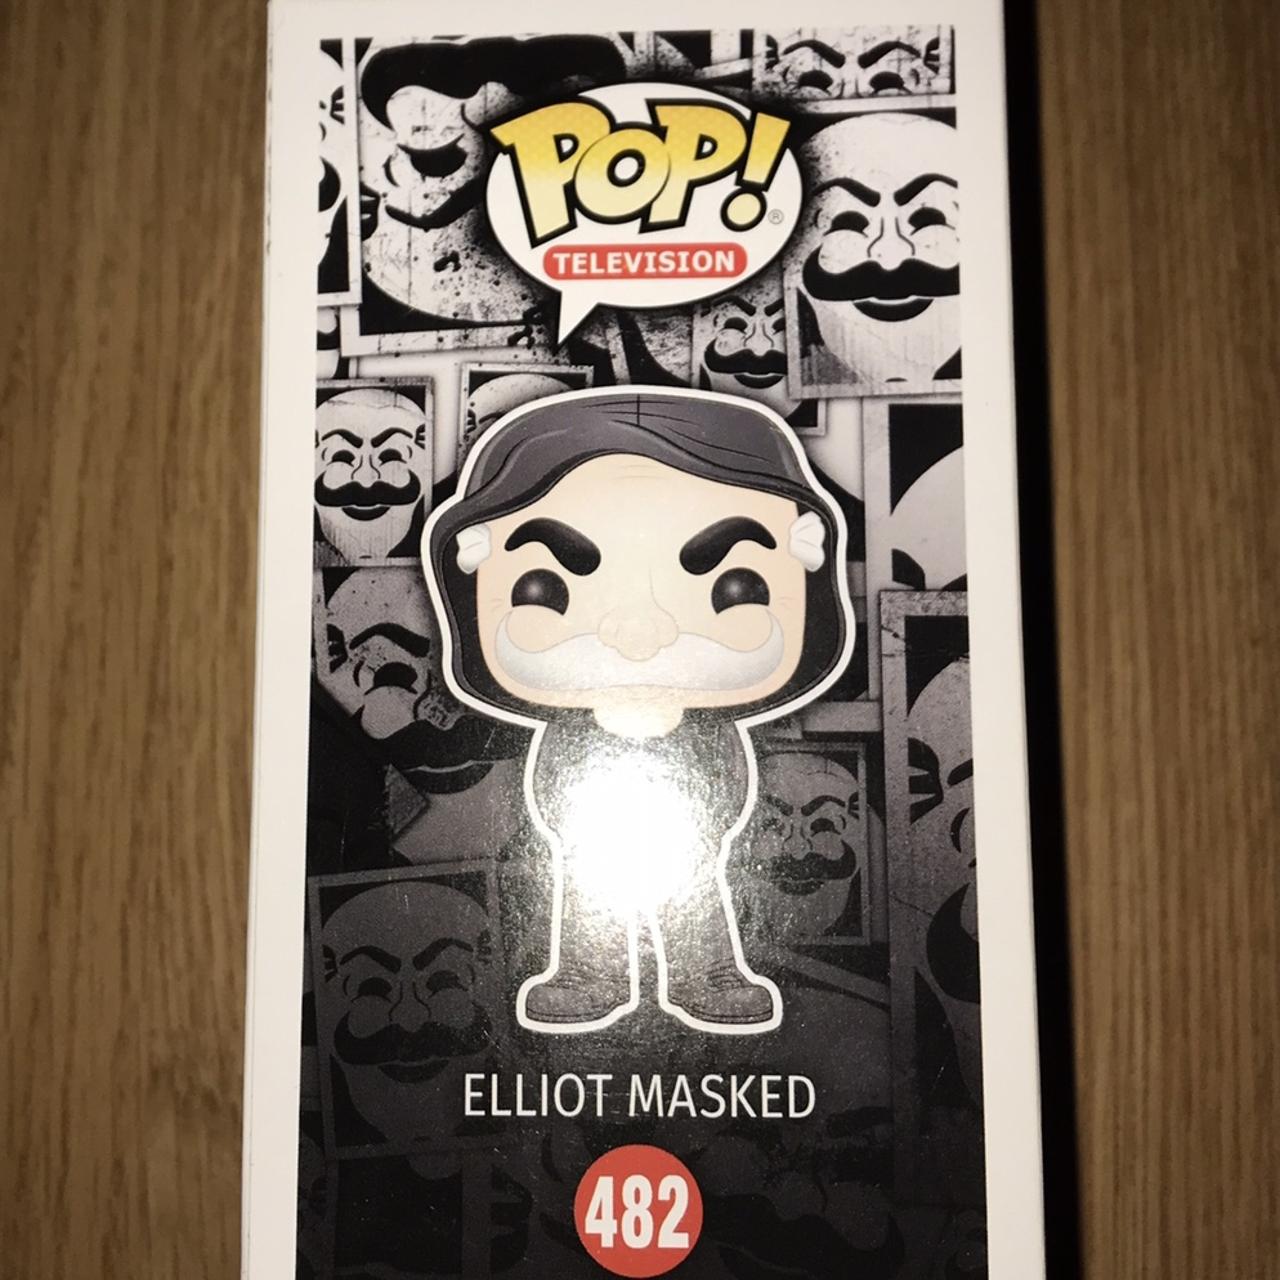 POP!®
TELEVISION
ELLIOT MASKED
482